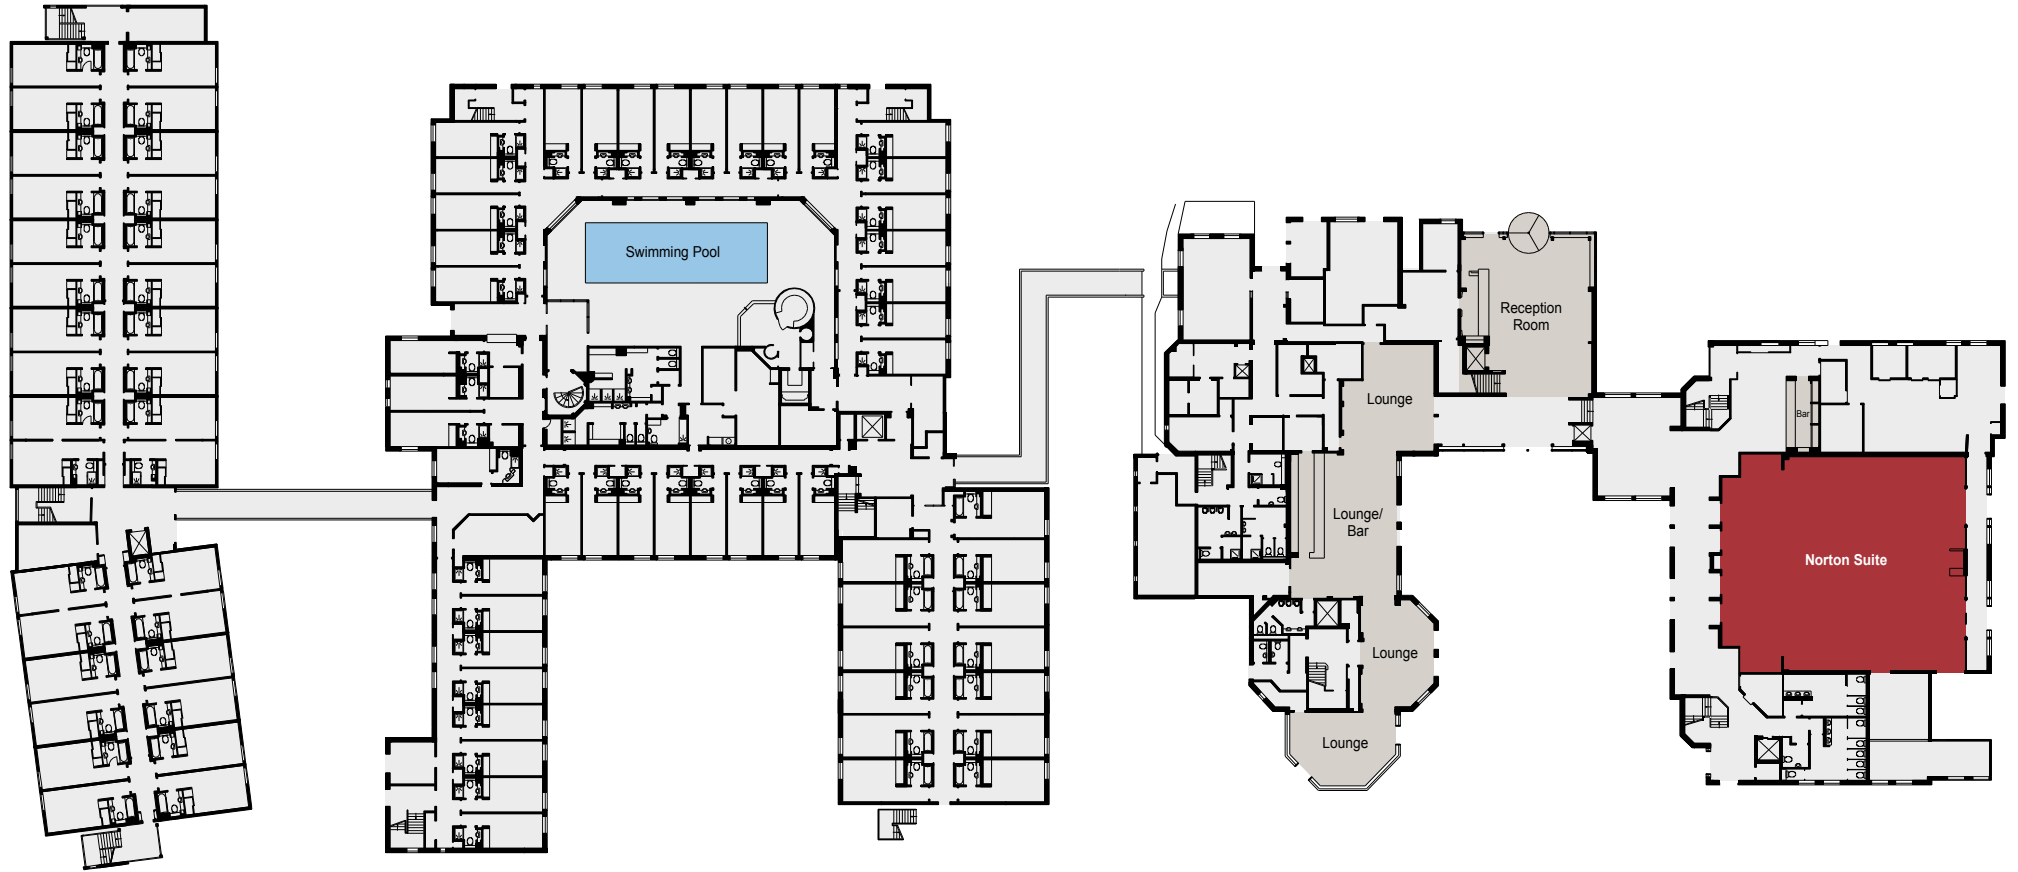 Swimming Pool
Reception
Room
Lounge
Bar
Lounge/
Bar
Norton Suite
Lounge
Lounge